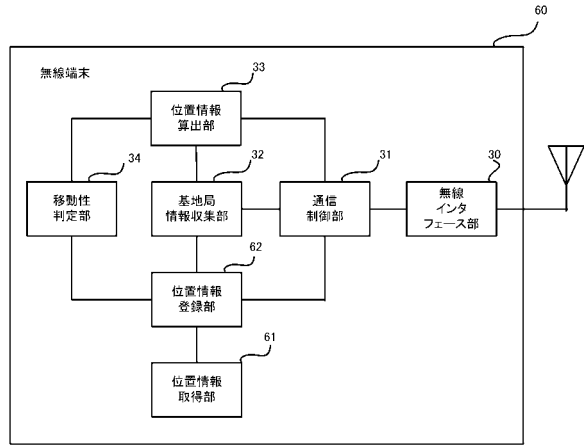 60
無線端末
33
位置情報
算出部
34
移動性
判定部
32
基地局
情報収集部
31
通信
制御部
30
無線
インタ
フェース部
62
位置情報
登録部
61
位置情報
取得部